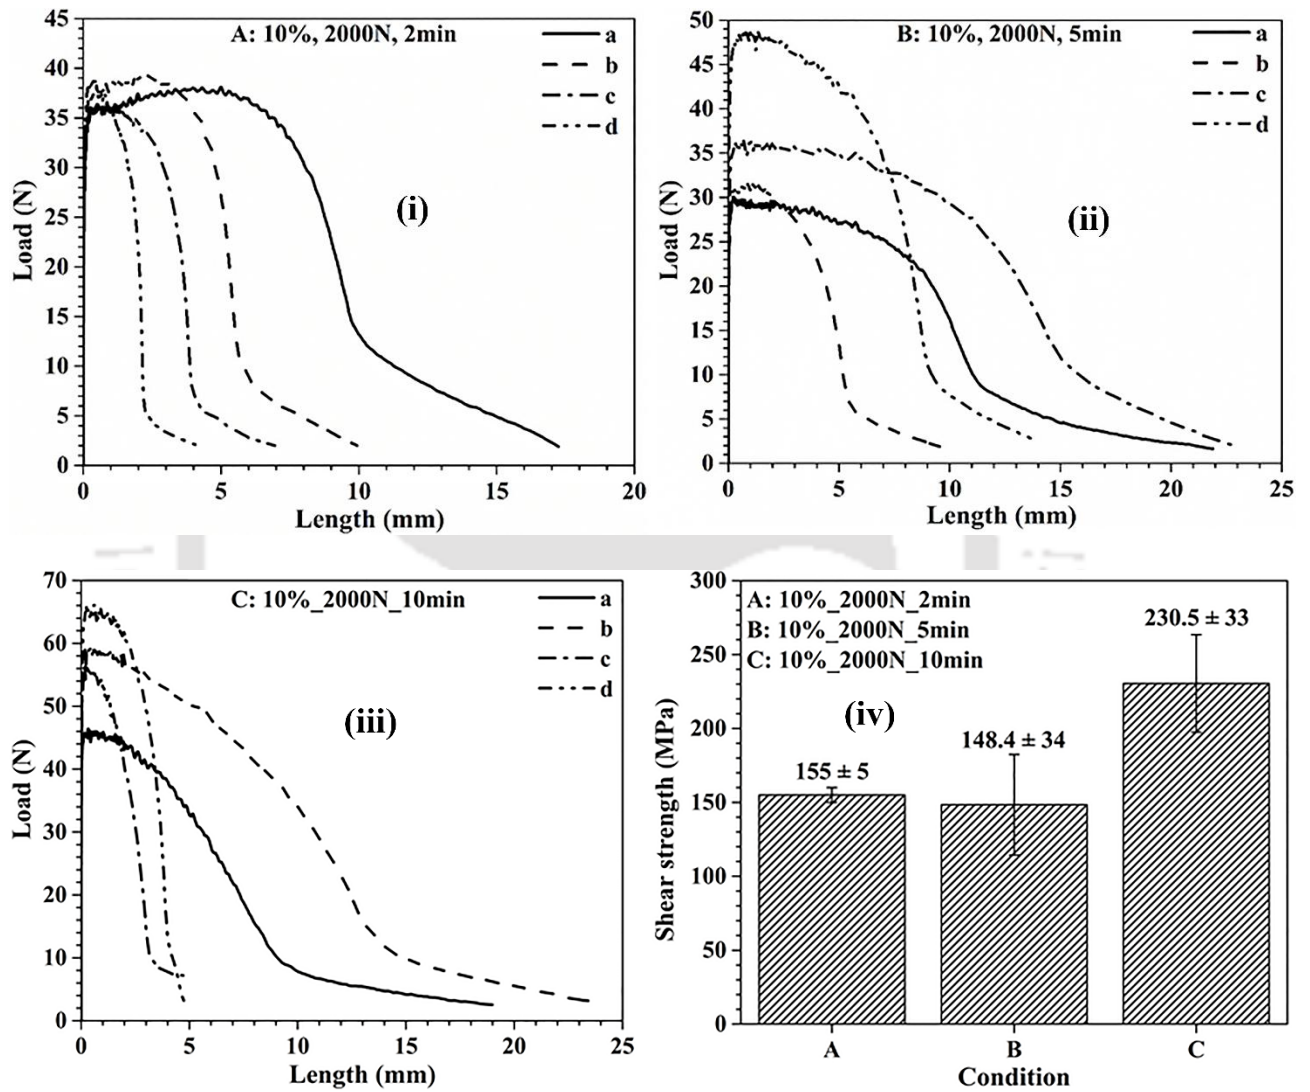 A: 10%, 2000N, 2min
a
b
c
d
(i)
45
40
35
30
25
20
15
10
5
0
Load (N)
0 5 10 15 20
Length (mm)
B: 10%, 2000N, 5min
a
b
c
d
(ii)
50
45
40
35
30
25
20
15
10
5
0
Load (N)
0 5 10 15 20 25
Length (mm)
C: 10%_2000N_10min
a
b
c
d
(iii)
70
60
50
40
30
20
10
0
Load (N)
0 5 10 15 20 25
Length (mm)
A: 10%_2000N_2min
B: 10%_2000N_5min
C: 10%_2000N_10min
(iv)
230.5 ± 33
148.4 ± 34
155 ± 5
300
250
200
150
100
50
0
Shear strength (MPa)
A B C
Condition